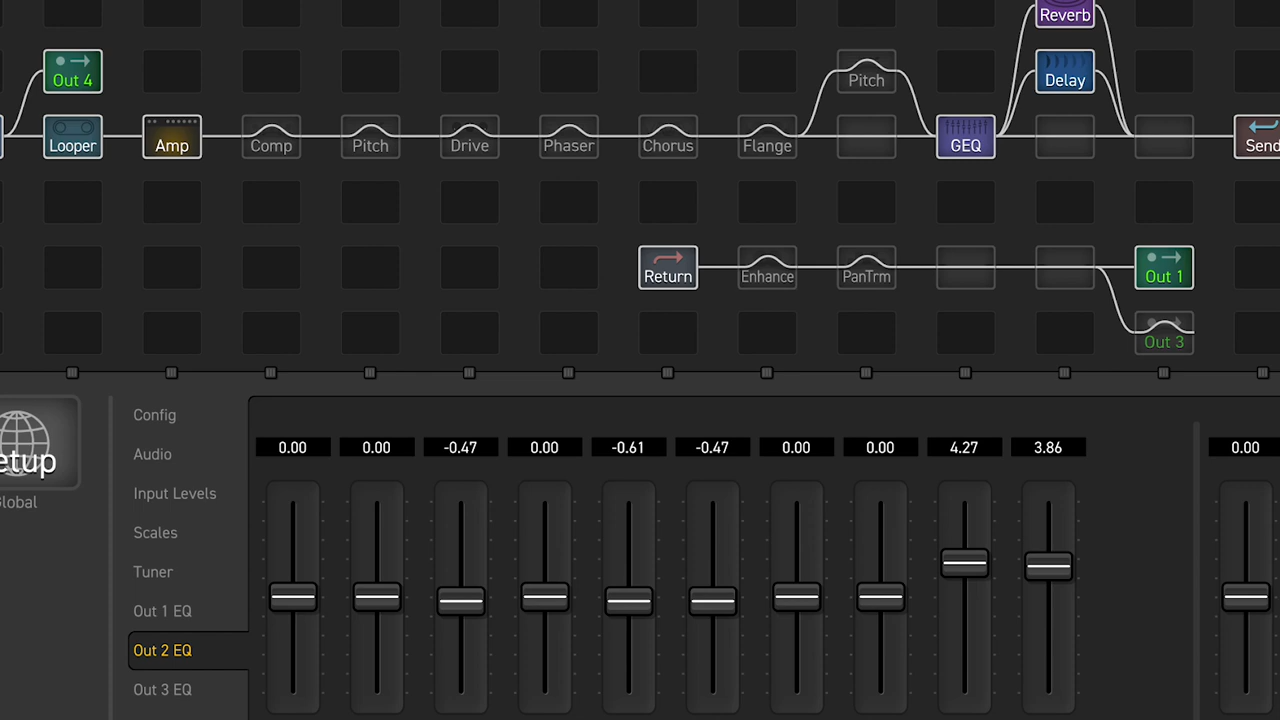 Reverb
Out 4
Pitch
Delay
Looper
Amp
Comp
Pitch
Drive
Phaser
Chorus
Flange
GEQ
Send
Return
Enhance
PanTrm
Out 1
Out 3
etup
Global
Config
Audio
Input Levels
Scales
Tuner
Out 1 EQ
Out 2 EQ
Out 3 EQ
0.00 0.00 -0.47 0.00 -0.61 -0.47 0.00 0.00 4.27 3.86 0.00